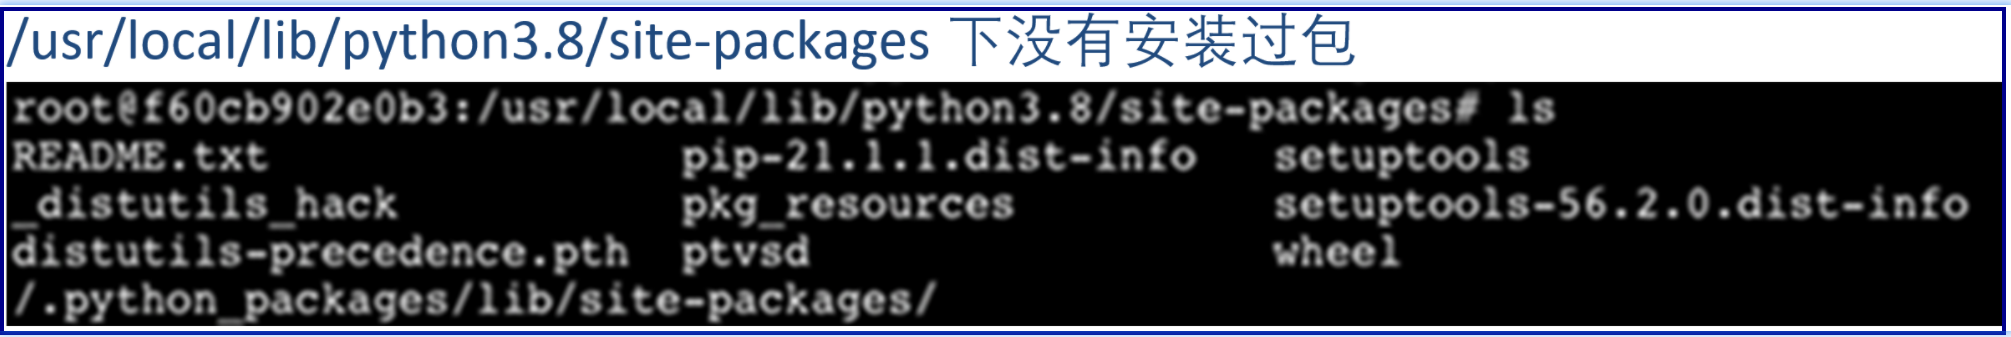 /usr/local/lib/python3.8/site-packages 下没有安装过包
root@f60cb902e0b3:/usr/local/lib/python3.8/site-packages# ls
README.txt pip-21.1.1.dist-info setuptools
_distutils_hack pkg_resources setuptools-56.2.0.dist-info
distutils-precedence.pth ptvsd wheel
/.python_packages/lib/site-packages/